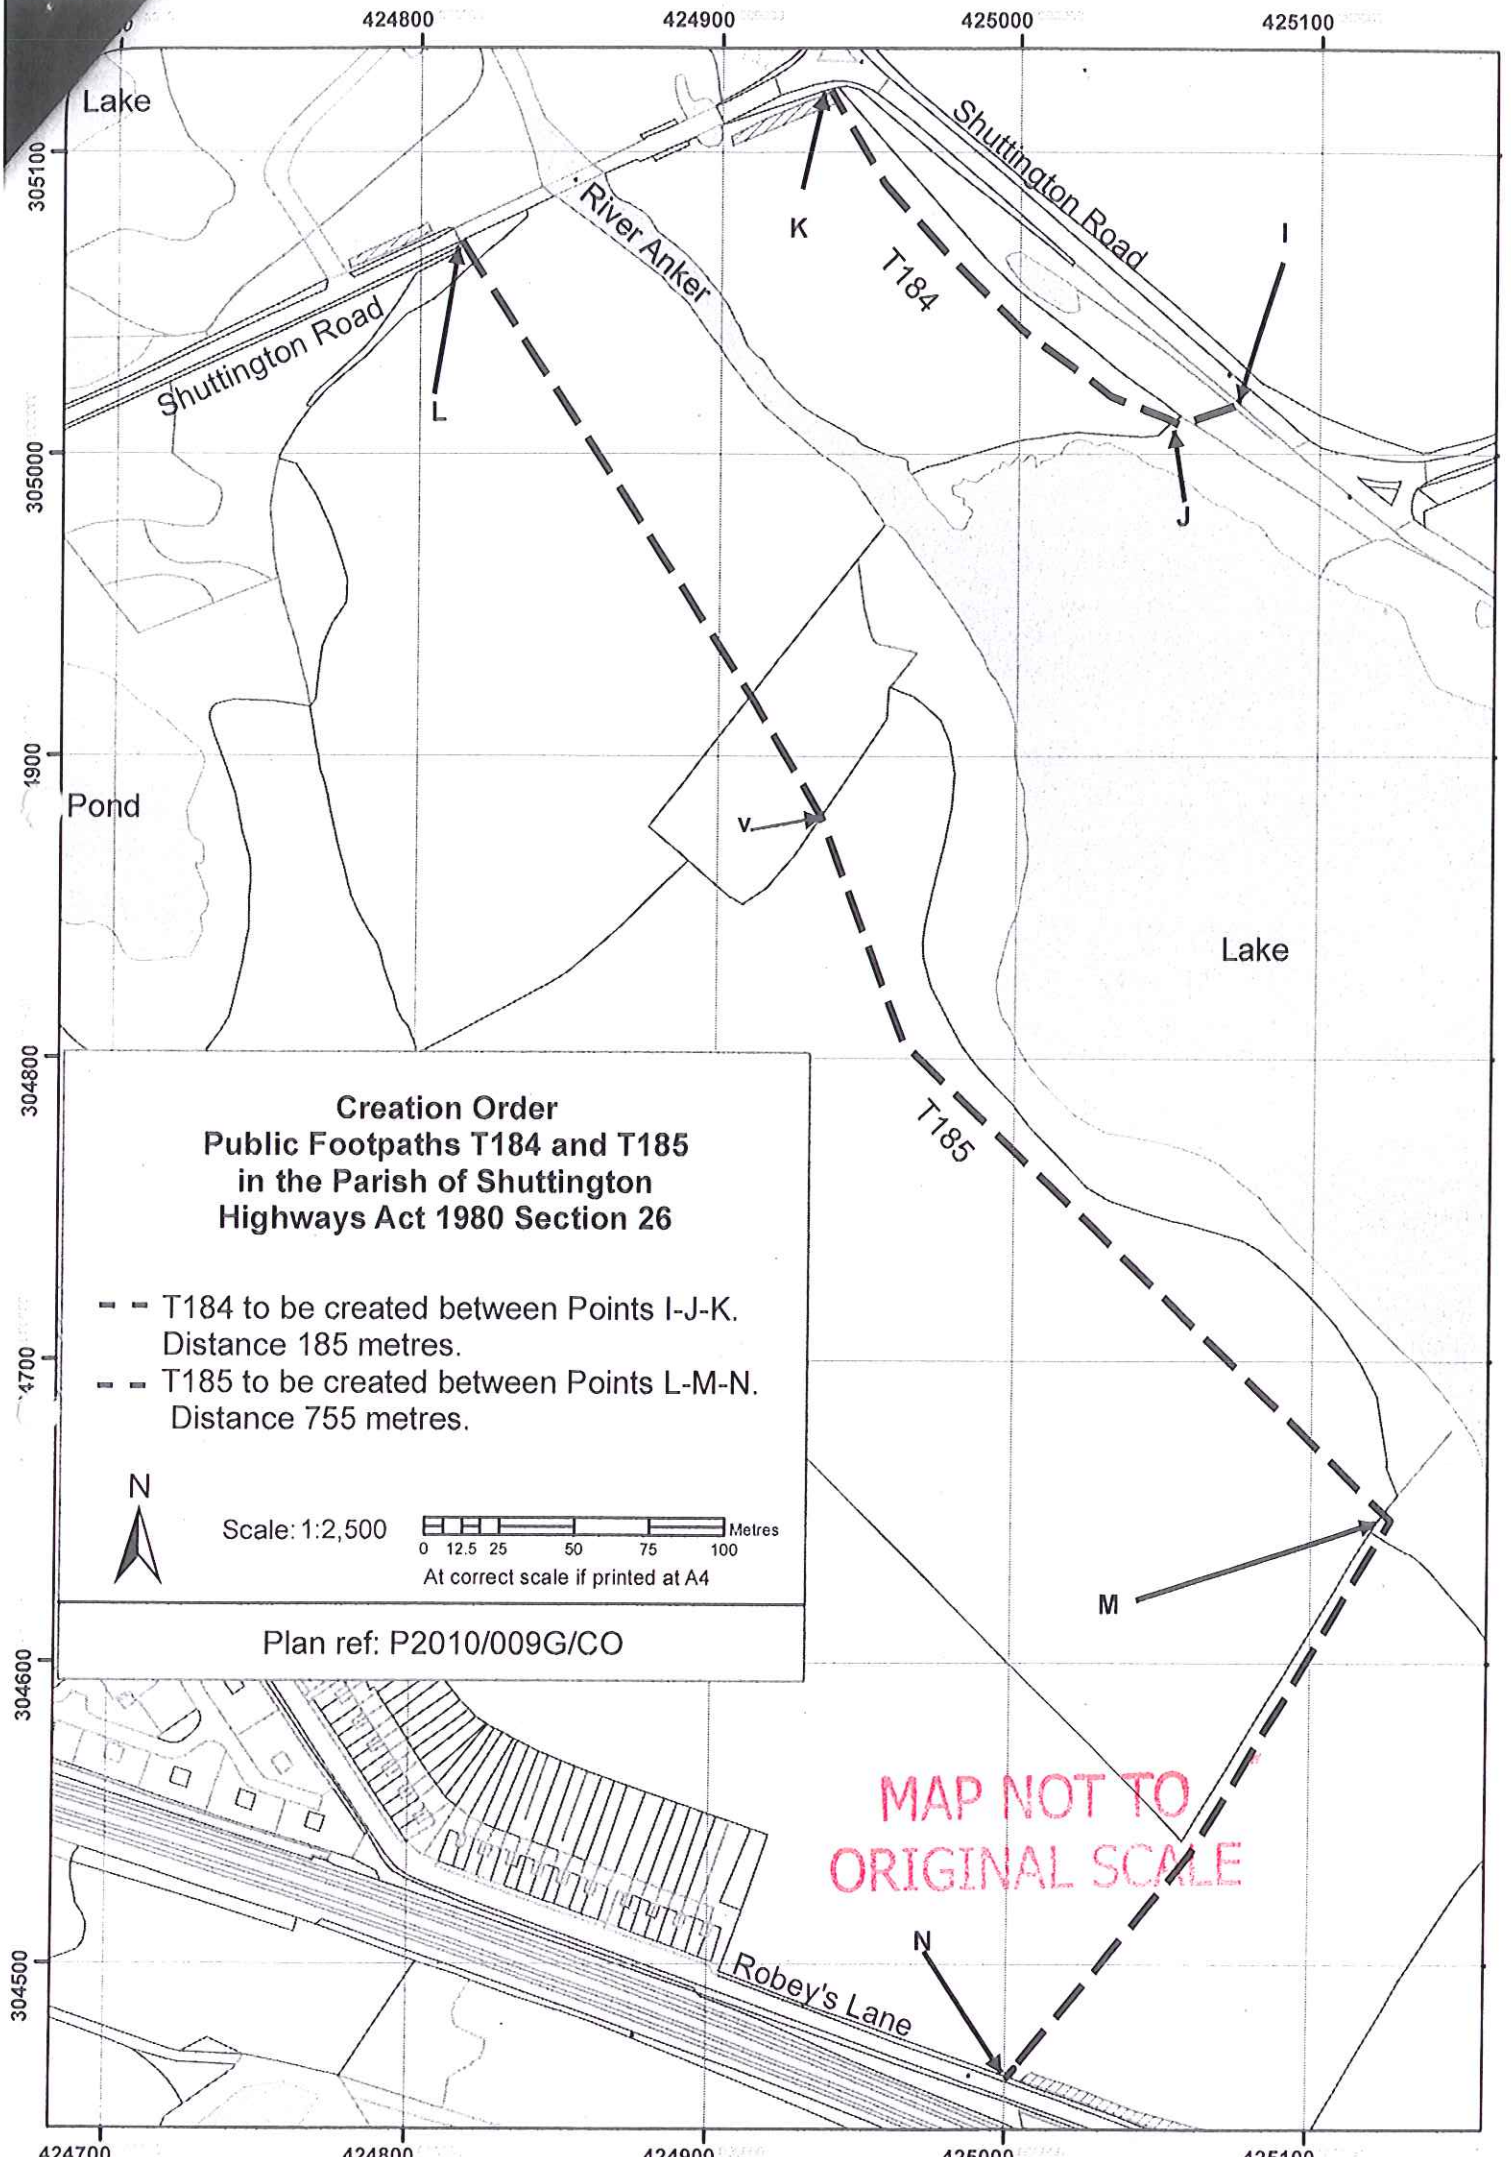 424800
424900
425000
425100
Lake
305100
Shuttington Road
River Anker
K
I
T184
Shuttington Road
L
305000
J
Pond
V
Lake
304800
T185
Creation Order
Public Footpaths T184 and T185
in the Parish of Shuttington
Highways Act 1980 Section 26
T184 to be created between Points I-J-K.
Distance 185 metres.
T185 to be created between Points L-M-N.
Distance 755 metres.
N
Scale: 1:2,500
Metres
0 12.5 25 50 75 100
At correct scale if printed at A4
M
Plan ref: P2010/009G/CO
304600
MAP NOT TO
ORIGINAL SCALE
N
Robey's Lane
304500
424700
424800
424900
425000
425100